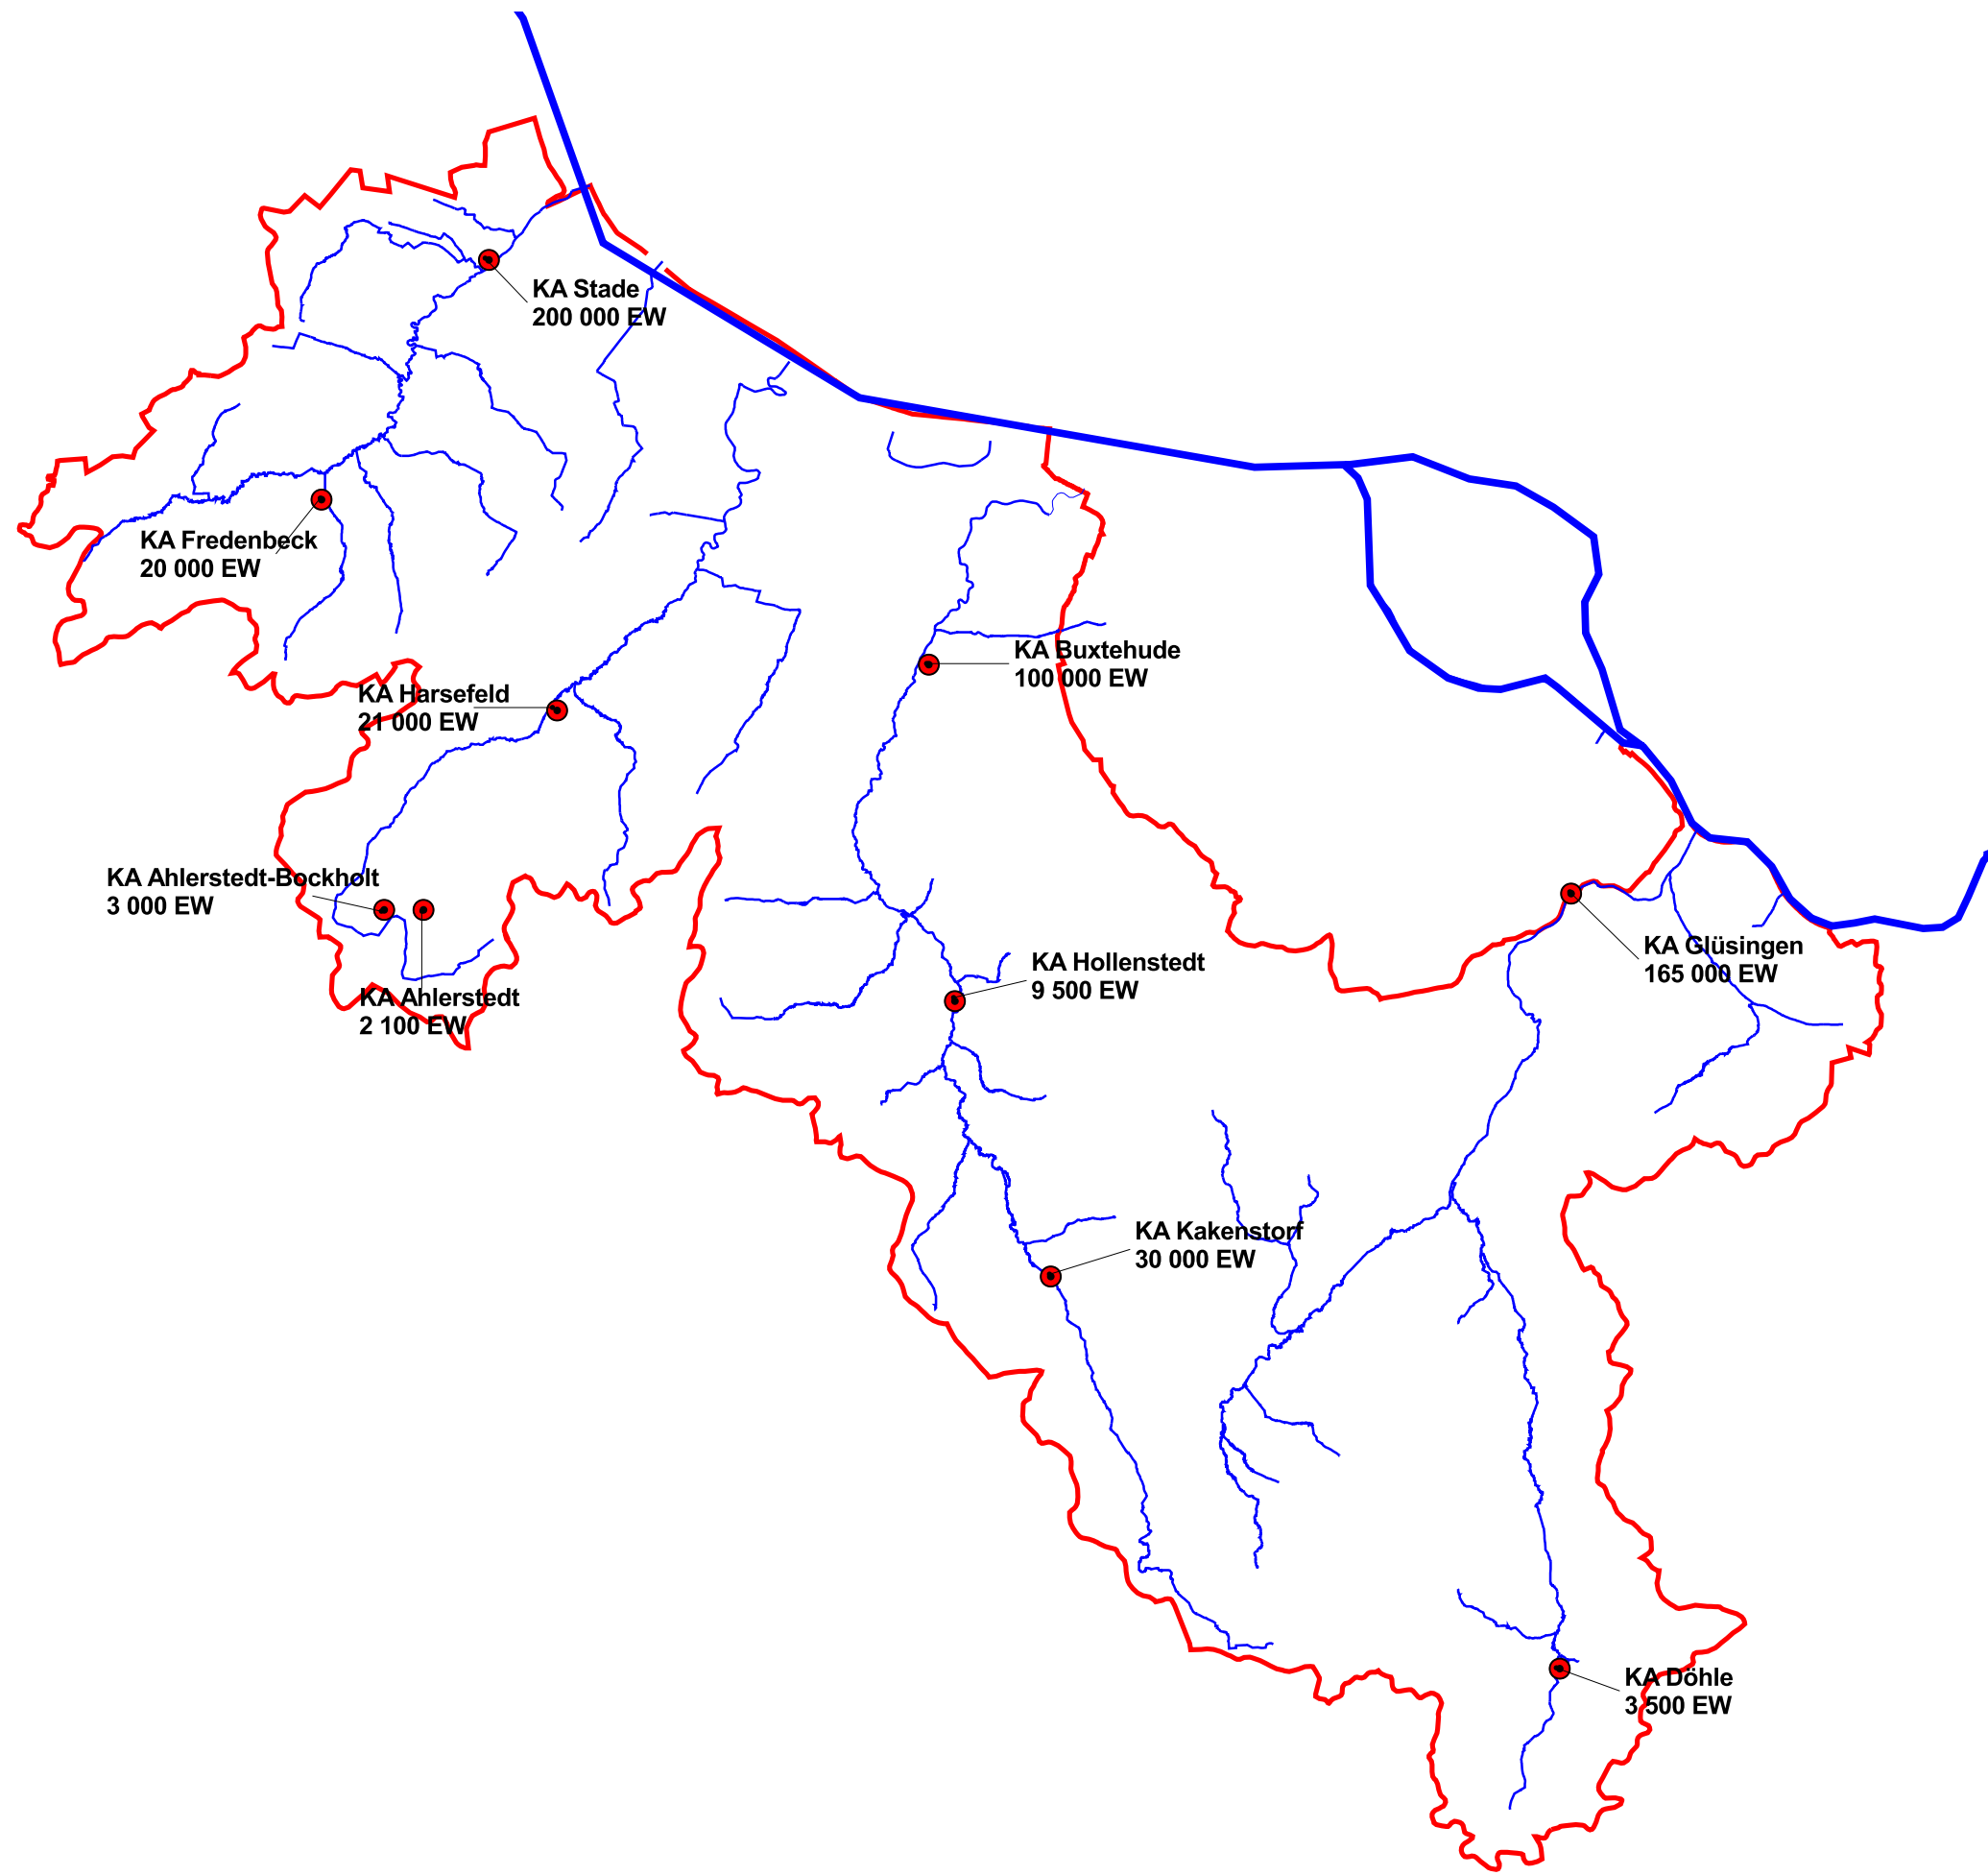 KA Stade
200 000 EW
KA Fredenbeck
20 000 EW
KA Buxtehude
100 000 EW
KA Harsefeld
21 000 EW
KA Ahlerstedt-Bockholt
3 000 EW
KA Ahlerstedt
2 100 EW
KA Hollenstedt
9 500 EW
KA Glüsingen
165 000 EW
KA Kakenstorf
30 000 EW
KA Döhle
3 500 EW